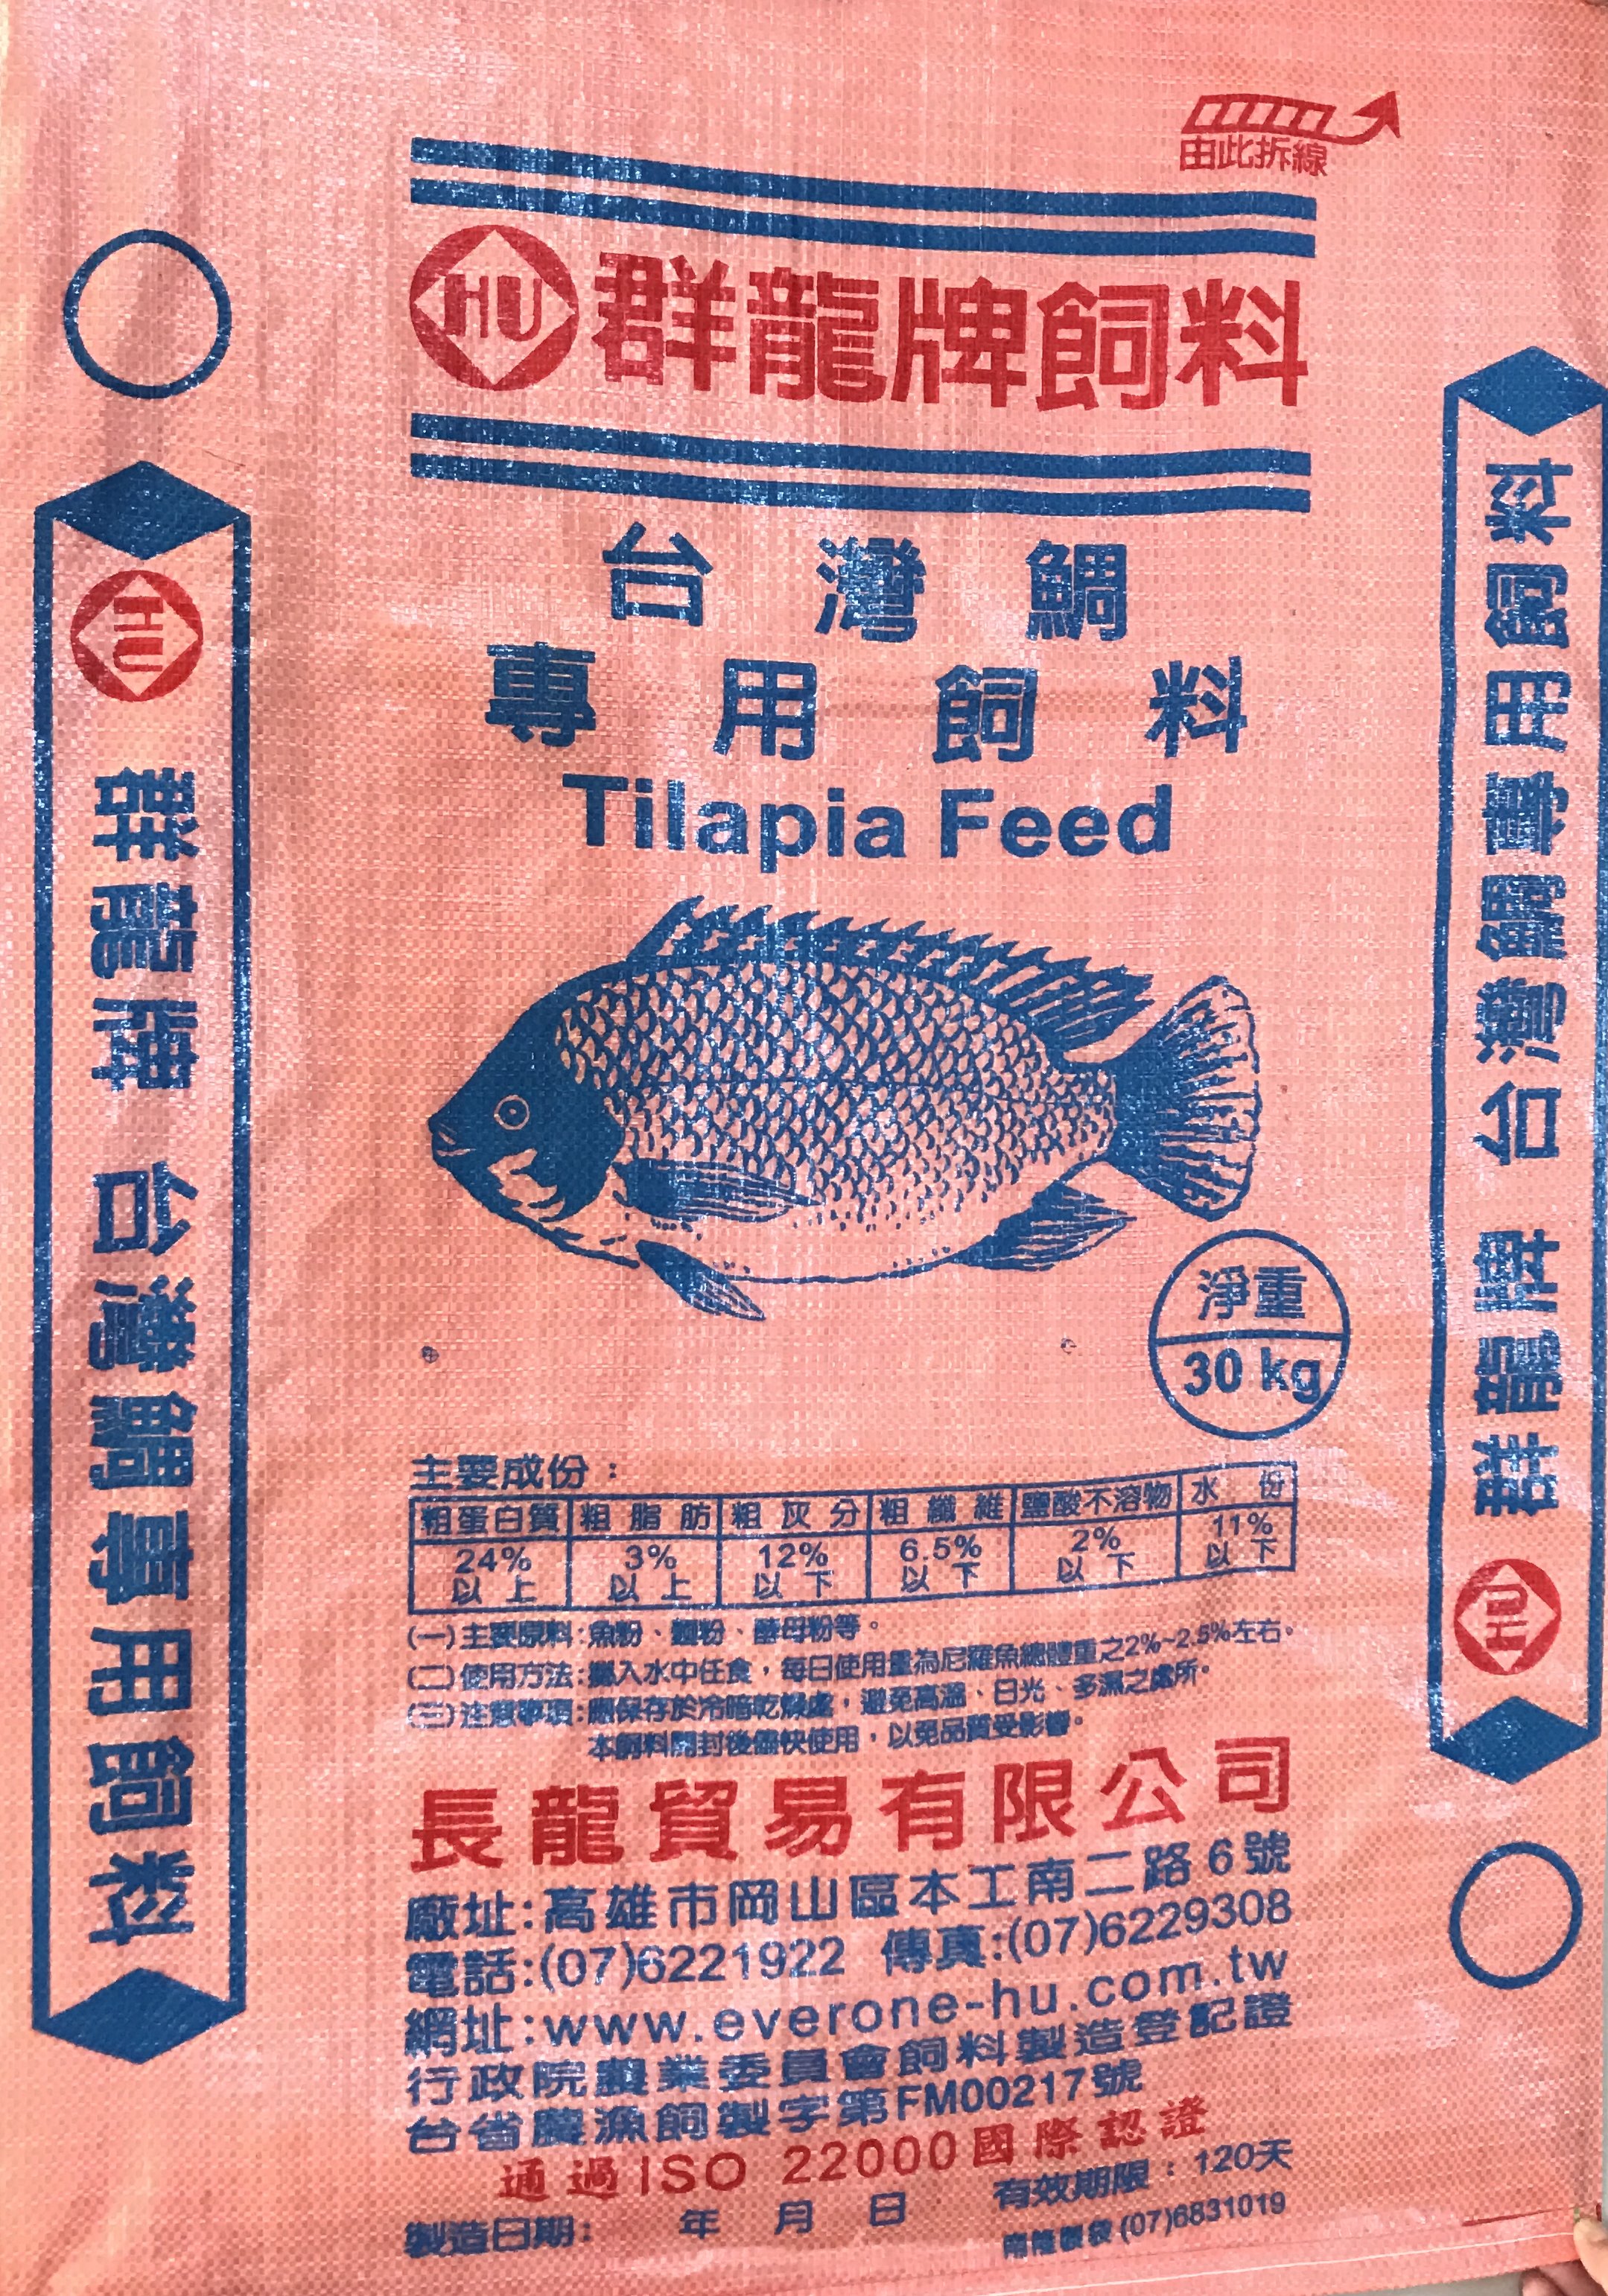 由此折線
HU 群龍牌飼料
台灣鯛
專用飼料
Tilapia Feed
淨重
30 kg
主要成份：
粗蛋白質 粗脂肪 粗灰分 粗纖維 鹽酸不溶物 水份
24% 3% 12% 6.5% 2% 11%
以上 以上 以下 以下 以下 以下
(一)主要原料:魚粉、麵粉、酵母粉等。
(二)使用方法:撒入水中任食，每日使用量為尼羅魚總體重之2%~2.5%左右。
(三)注意事項:應保存於冷暗乾燥處，避免高溫、日光、多濕之處所。
本飼料開封後儘快使用，以免品質受影響。
長龍貿易有限公司
廠址:高雄市岡山區本工南二路6號
電話:(07)6221922 傳真:(07)6229308
網址:www.everone-hu.com.tw
行政院農業委員會飼料製造登記證
台省農漁飼製字第FM00217號
通過ISO 22000國際認證
製造日期: 年 月 日 有效期限：120天
南隆製袋(07)6831019
HU 群龍牌 台灣鯛專用飼料
HU 群龍牌 台灣鯛專用飼料